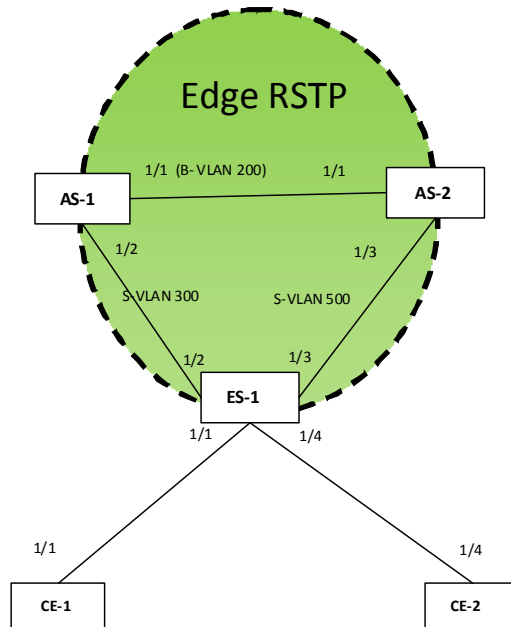 Edge RSTP
1/1 (B- VLAN 200) 1/1
AS-1
AS-2
1/2
1/3
S-VLAN 300
S-VLAN 500
1/2
1/3
ES-1
1/1
1/4
1/1
1/4
CE-1
CE-2